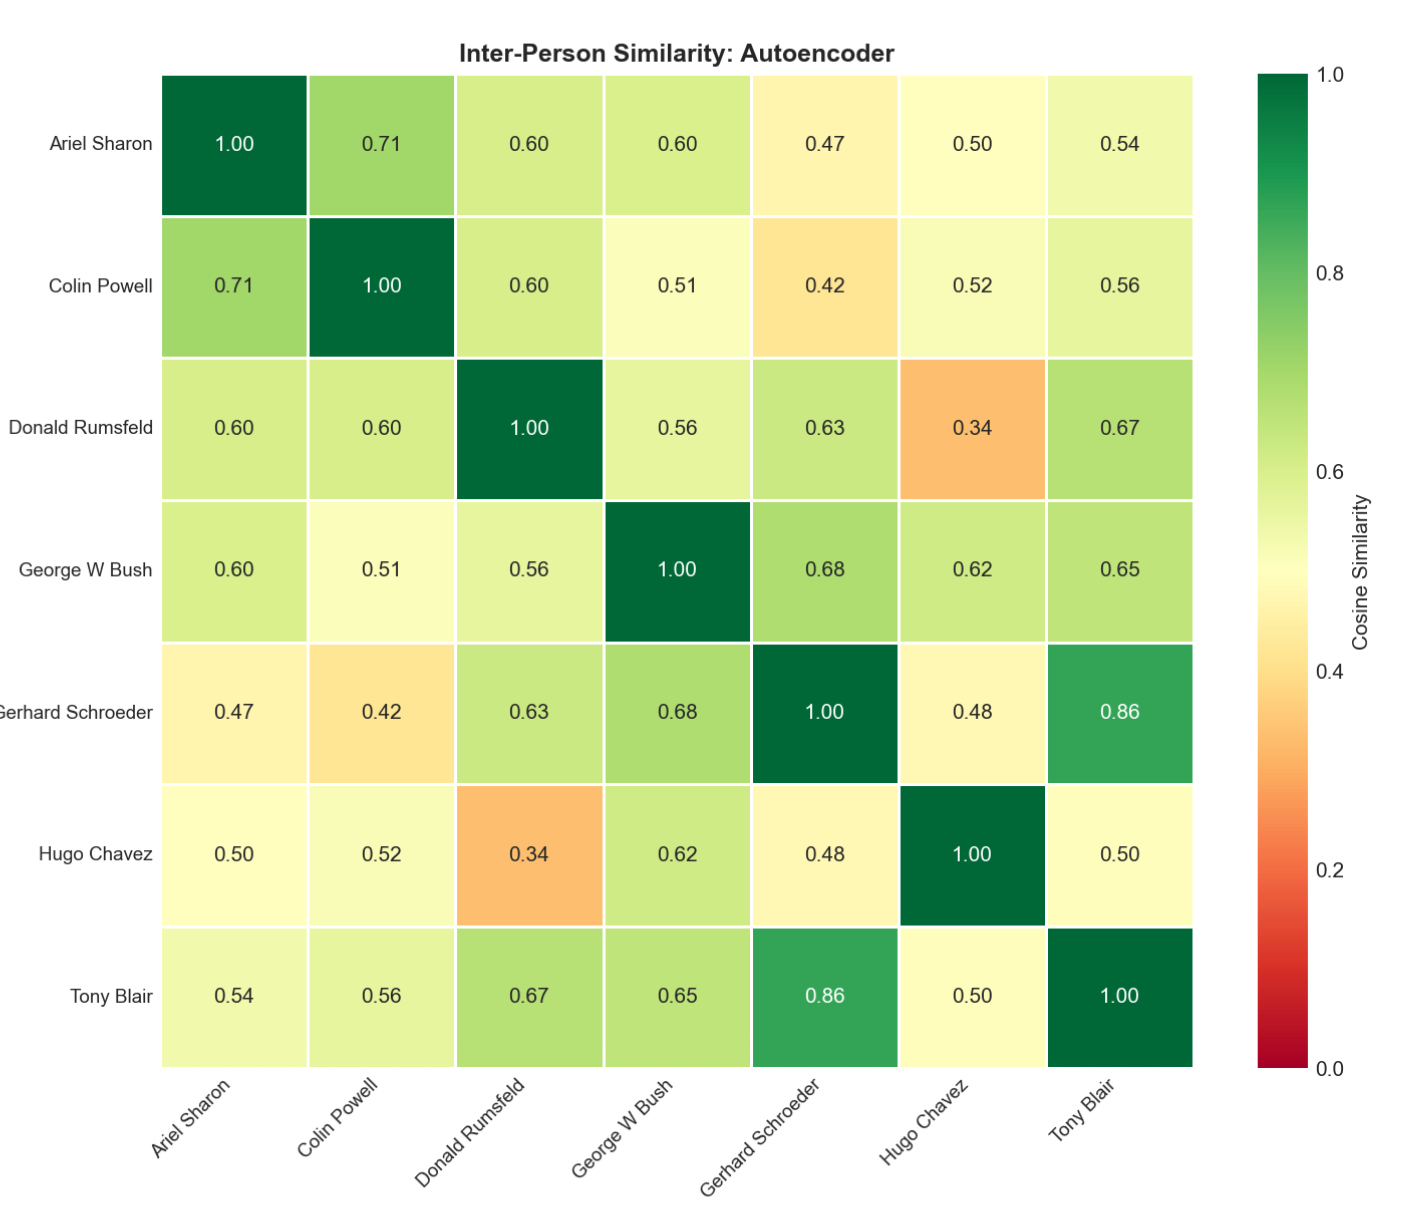 Inter-Person Similarity: Autoencoder
Ariel Sharon 1.00 0.71 0.60 0.60 0.47 0.50 0.54
Colin Powell 0.71 1.00 0.60 0.51 0.42 0.52 0.56
Donald Rumsfeld 0.60 0.60 1.00 0.56 0.63 0.34 0.67
George W Bush 0.60 0.51 0.56 1.00 0.68 0.62 0.65
Gerhard Schroeder 0.47 0.42 0.63 0.68 1.00 0.48 0.86
Hugo Chavez 0.50 0.52 0.34 0.62 0.48 1.00 0.50
Tony Blair 0.54 0.56 0.67 0.65 0.86 0.50 1.00
Ariel Sharon
Colin Powell
Donald Rumsfeld
George W Bush
Gerhard Schroeder
Hugo Chavez
Tony Blair
1.0
0.8
0.6
0.4
0.2
0.0
Cosine Similarity